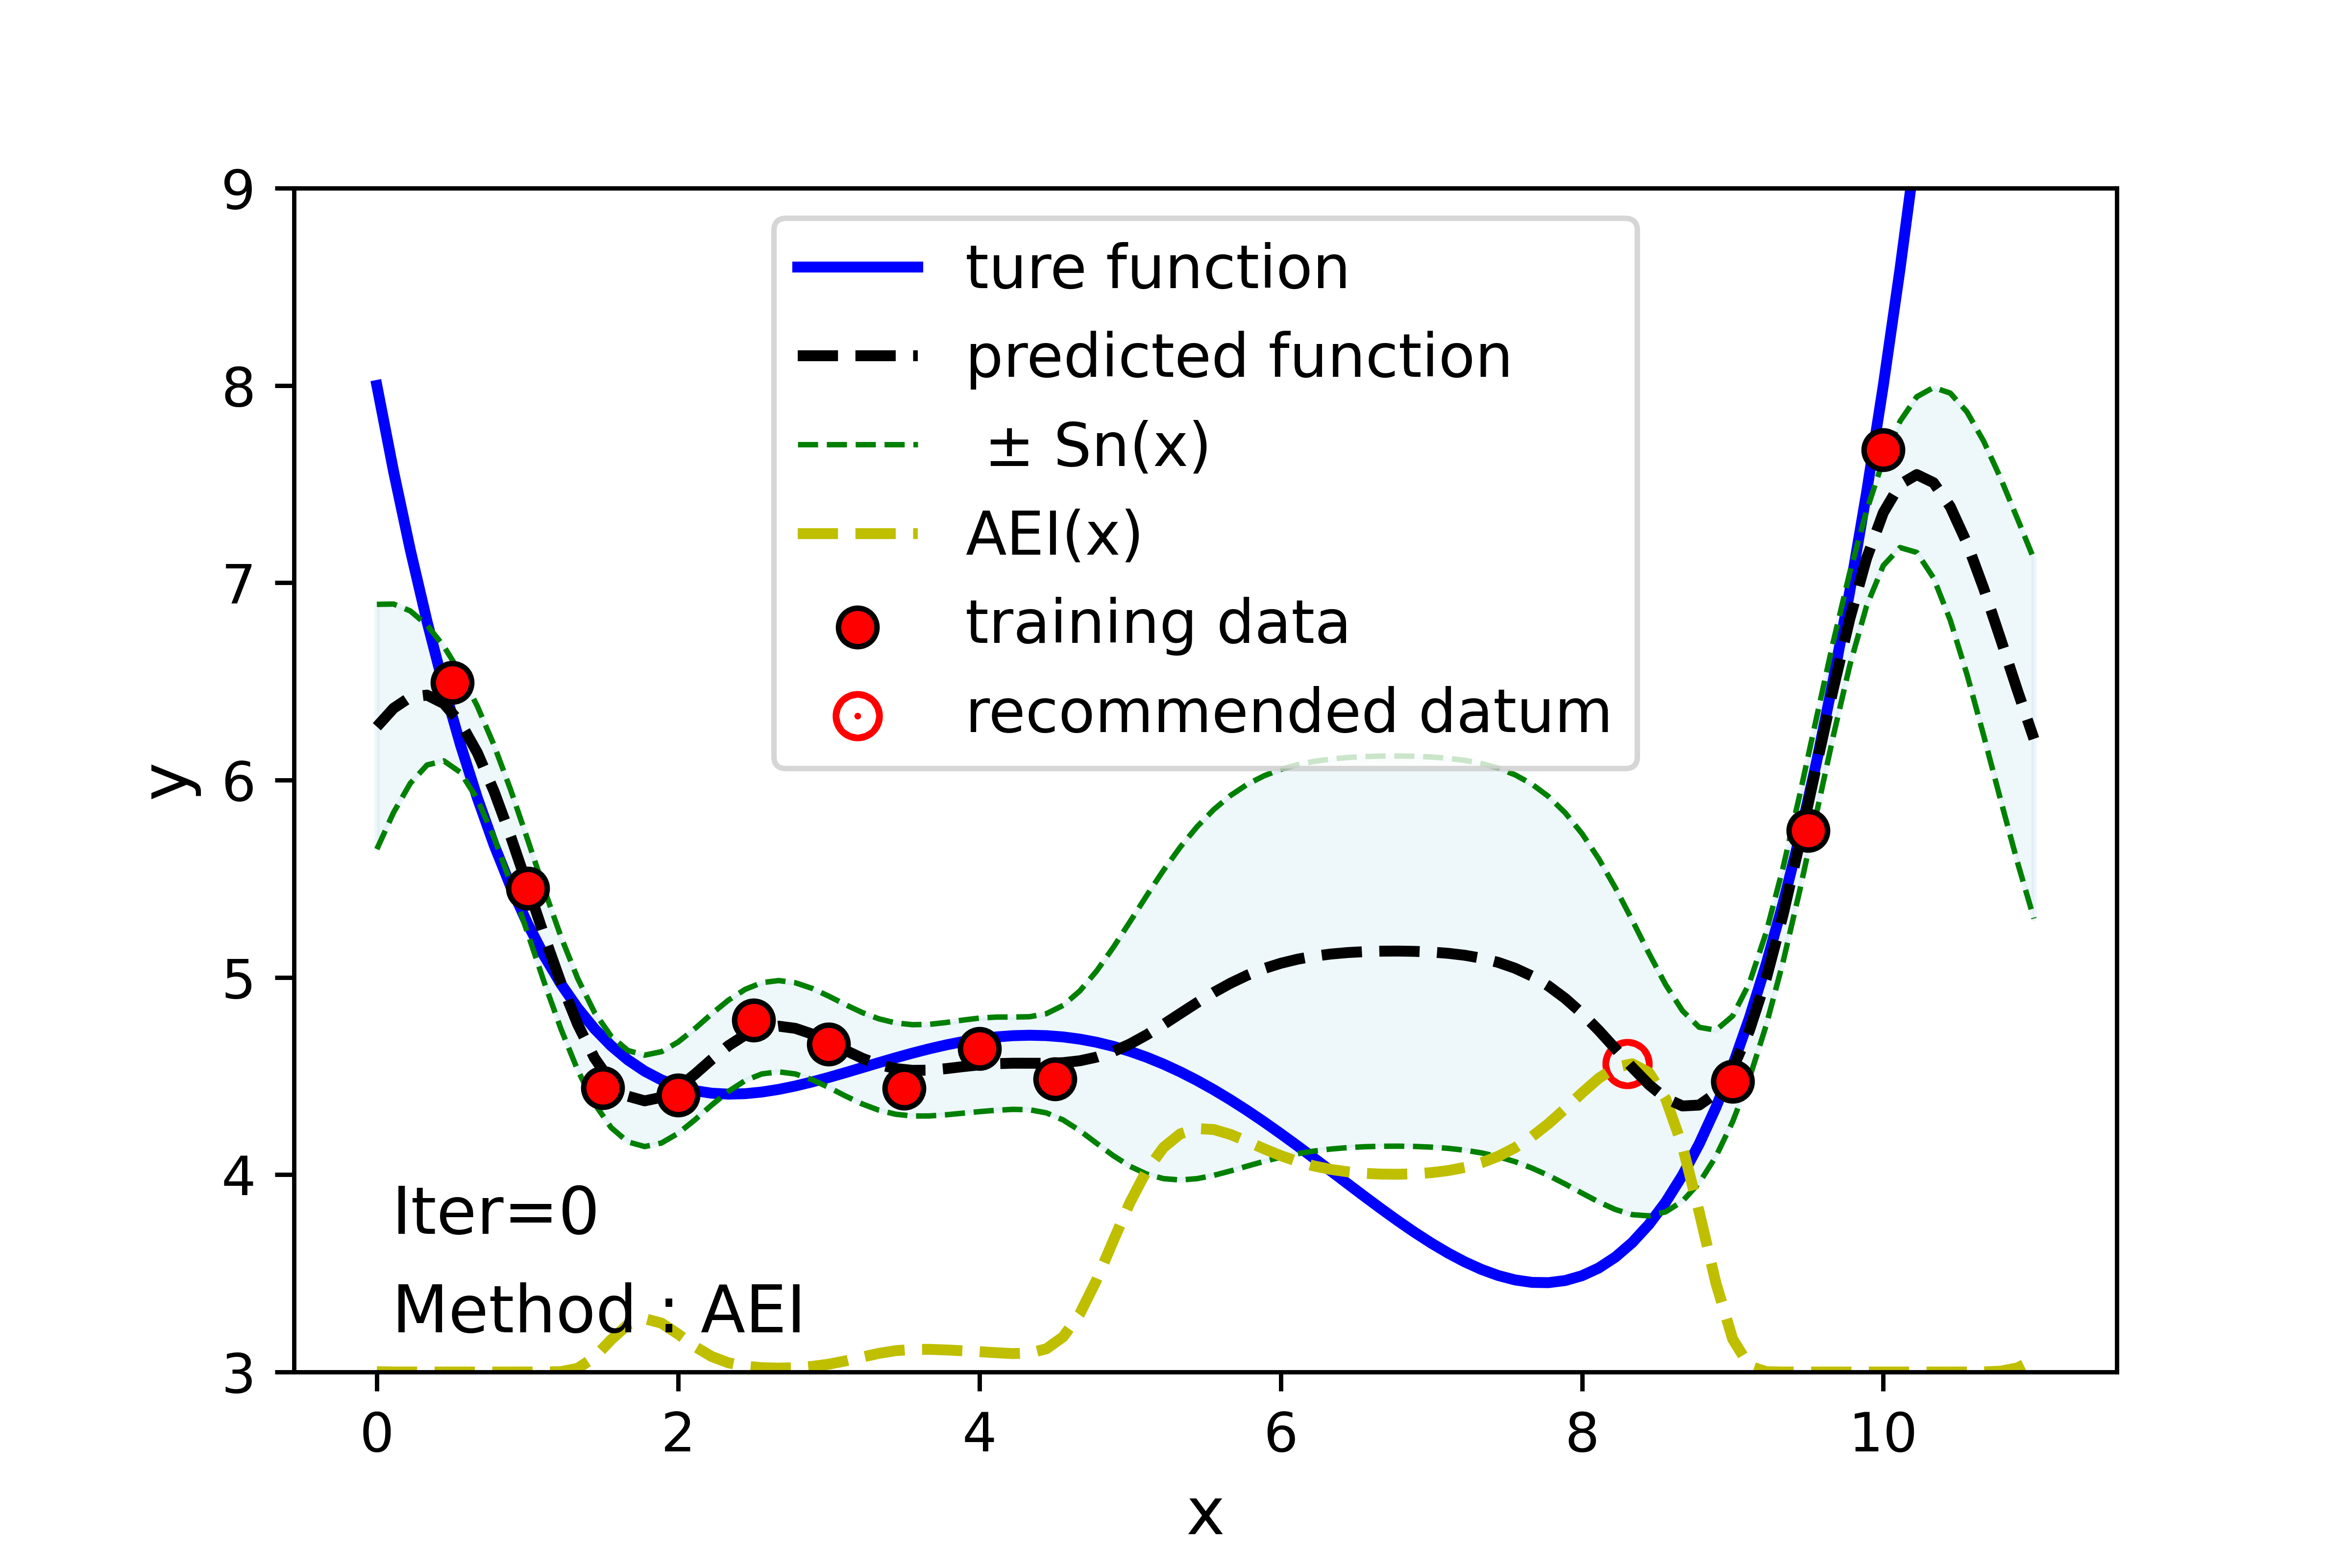 9
8
7
6
5
4
3
y
ture function
predicted function
± Sn(x)
AEI(x)
training data
recommended datum
Iter=0
Method : AEI
0 2 4 6 8 10
x